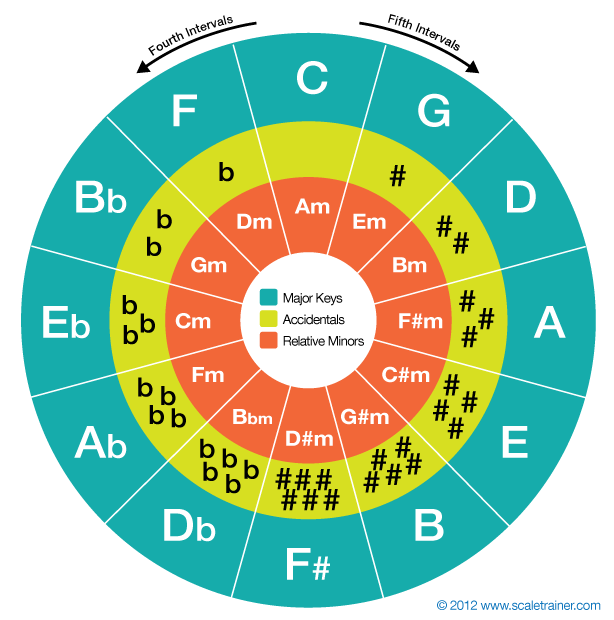 Fourth Intervals
Fifth Intervals
C
G
D
A
E
B
F#
Db
Ab
Eb
Bb
F
#
##
###
####
#####
######
bbbbb
bbbb
bbb
bb
b
Am
Em
Bm
F#m
C#m
G#m
D#m
Bbm
Fm
Cm
Gm
Dm
Major Keys
Accidentals
Relative Minors
© 2012 www.scaletrainer.com